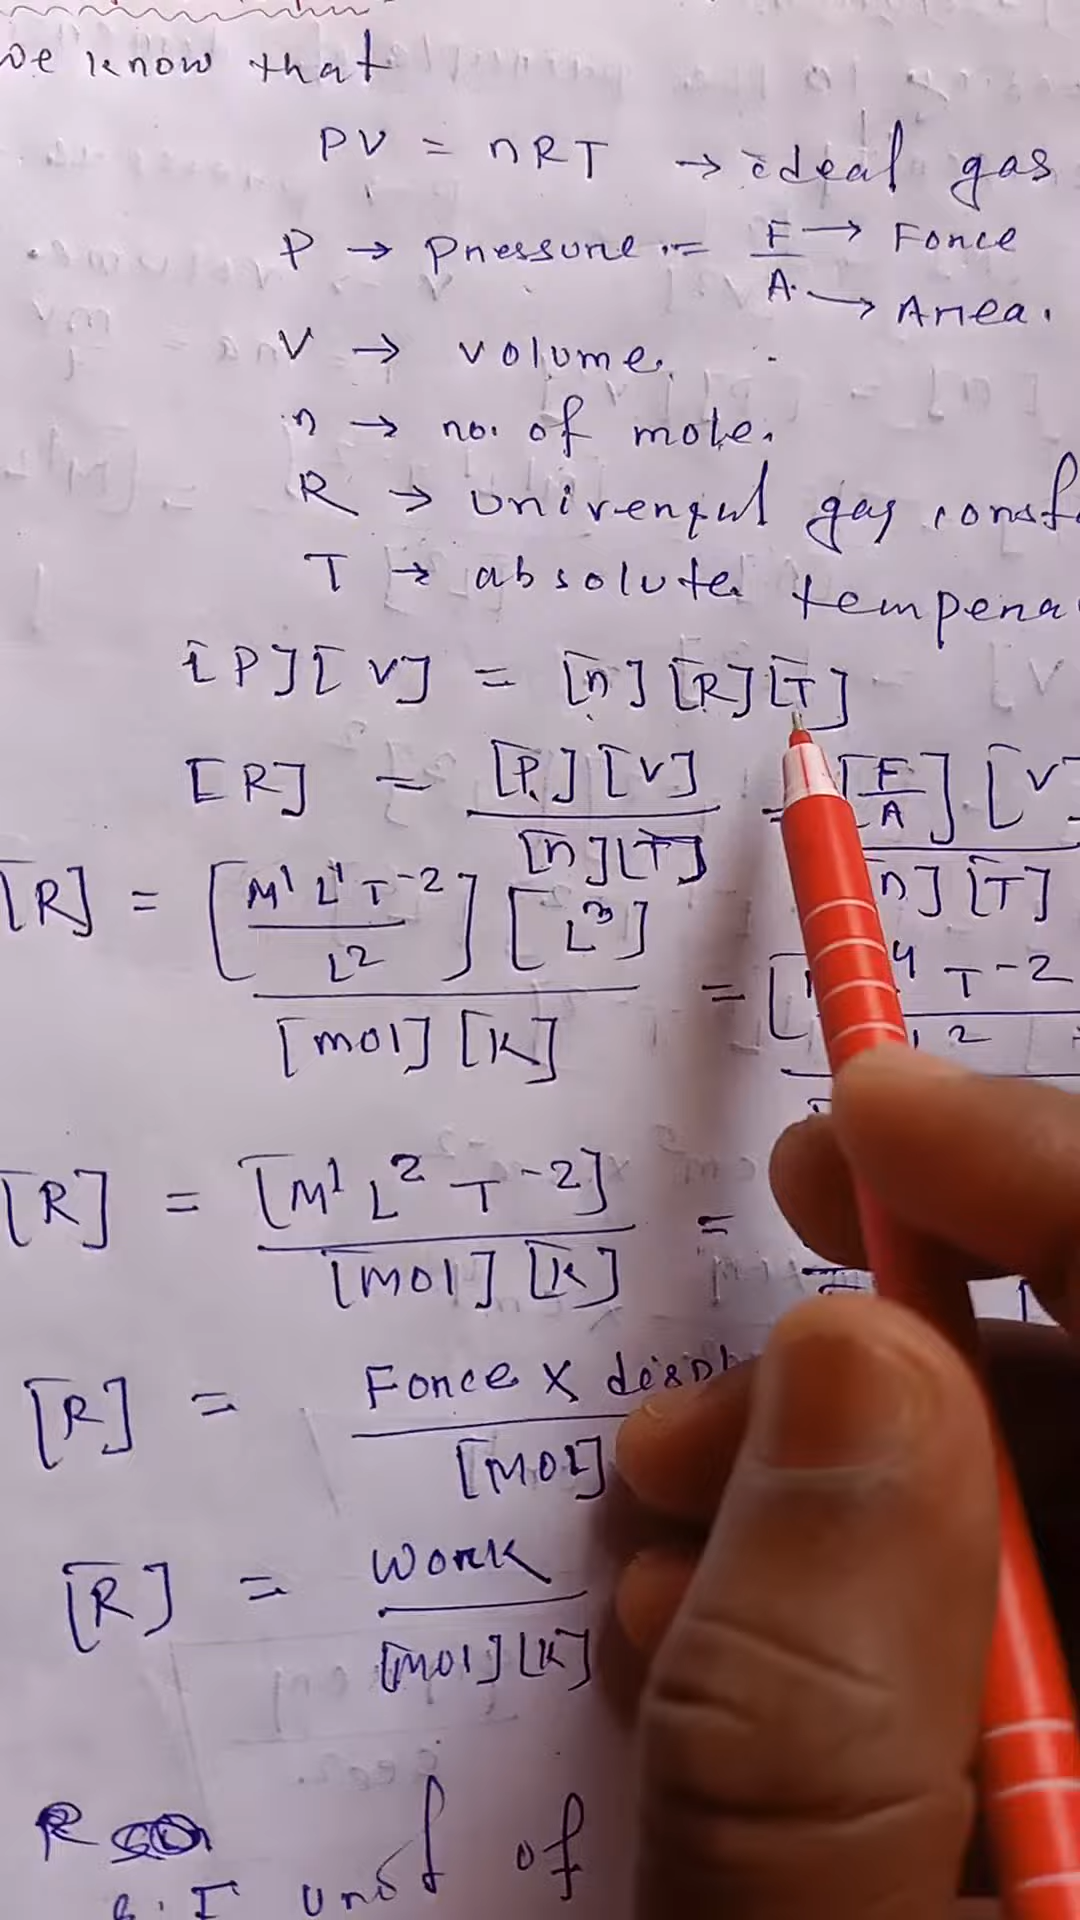 we know that
PV = nRT → ideal gas
P → Pressure = F/A → Force
→ Area.
V → volume.
n → no. of mole.
R → universal gas
T → absolute
[P][V] = [n][R][T]
[R] = [P][V] / [n][T] = [F/A][V] / [n][T]
[R] = [M¹ L¹ T⁻² / L²] [L³] / [mol] [K] =
[R] = [M¹ L² T⁻²] / [mol] [K] =
[R] = Force × / [mol]
[R] = Work / [mol][K]
R
S.I unit of